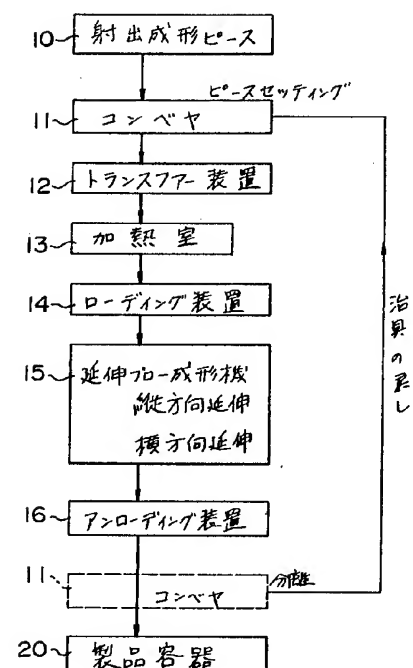 10 射出成形ピース
ピースセッティング
11 コンベヤ
12 トランスファー装置
13 加熱室
14 ローディング装置
15 延伸ブロー成形機
縦方向延伸
横方向延伸
治具の戻し
16 アンローディング装置
11 コンベヤ
分離
20 製品容器